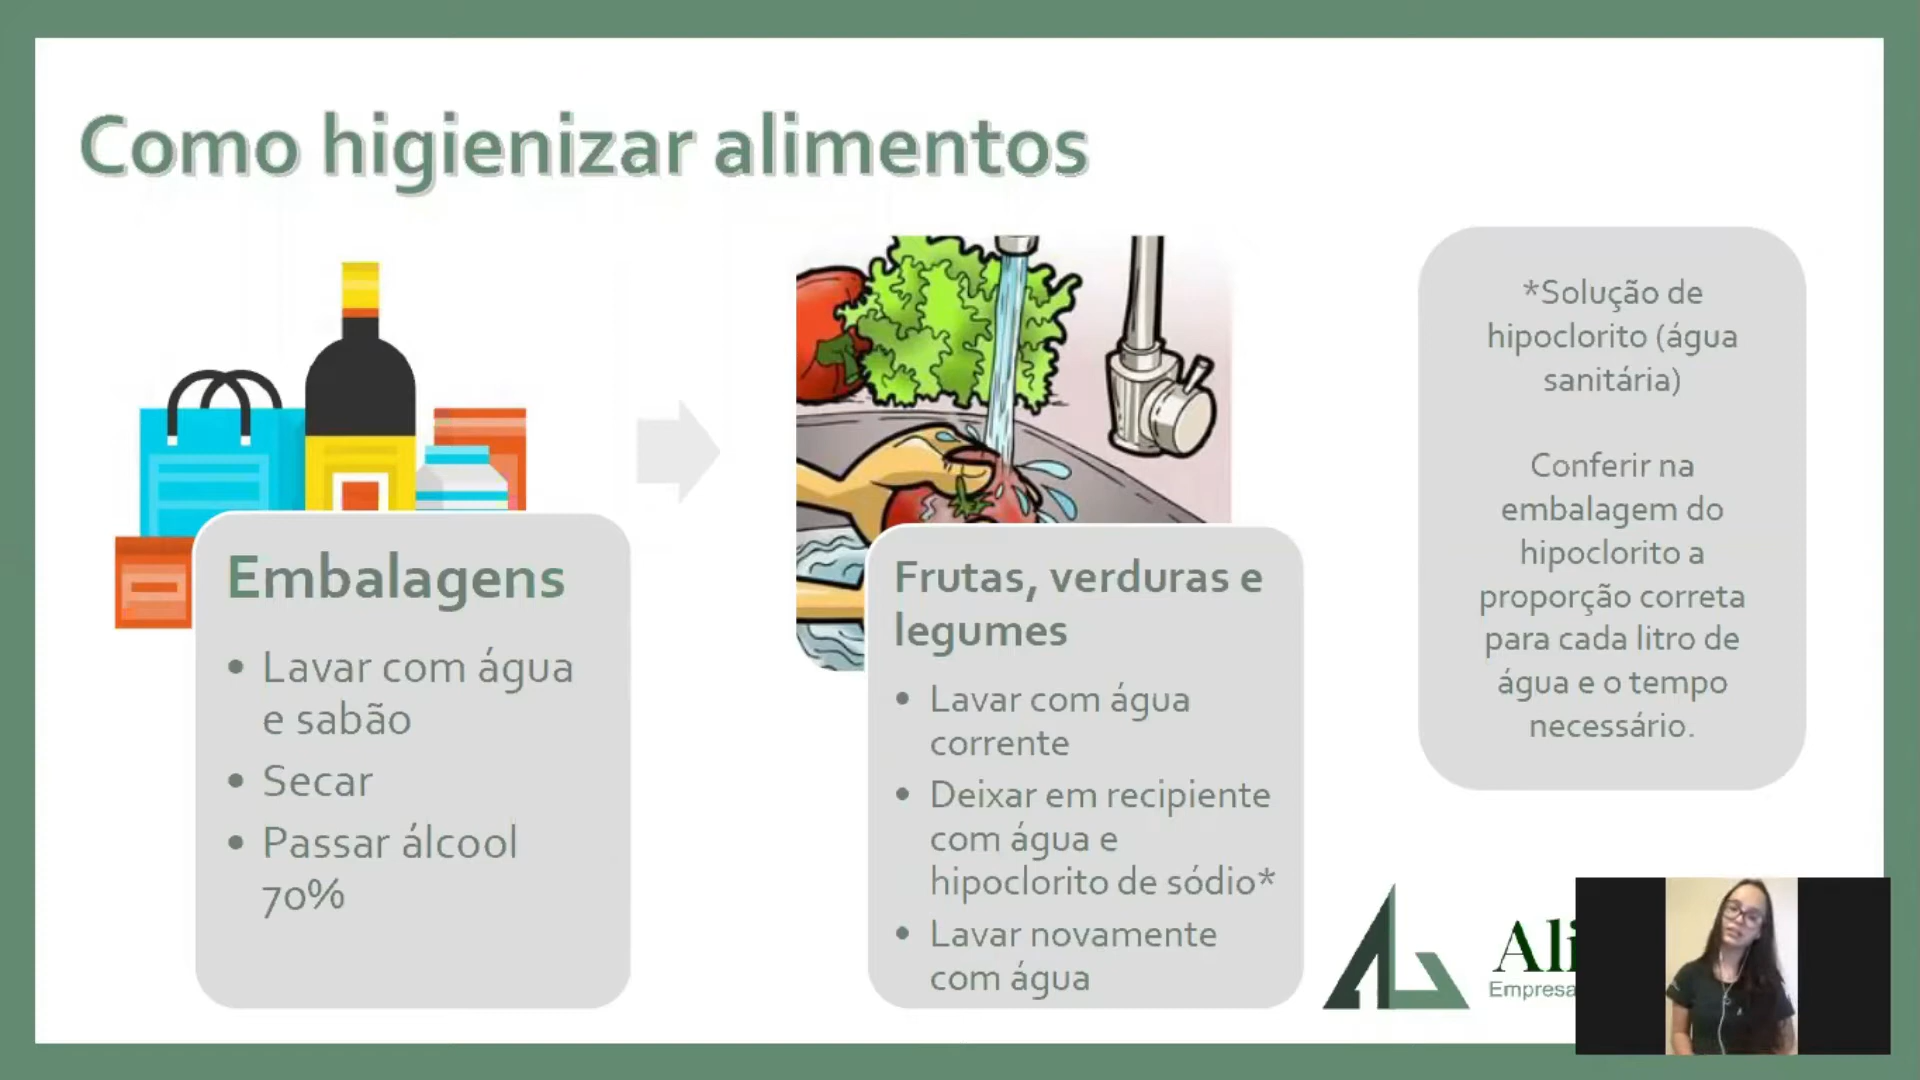 Como higienizar alimentos
Embalagens
• Lavar com água
e sabão
• Secar
• Passar álcool
70%
Frutas, verduras e
legumes
• Lavar com água
corrente
• Deixar em recipiente
com água e
hipoclorito de sódio*
• Lavar novamente
com água
*Solução de
hipoclorito (água
sanitária)
Conferir na
embalagem do
hipoclorito a
proporção correta
para cada litro de
água e o tempo
necessário.
Ali
Empresa